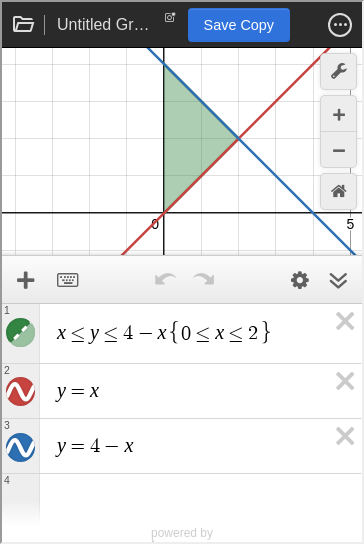 Untitled Gr...
Save Copy
0
5
1
x ≤ y ≤ 4 − x {0 ≤ x ≤ 2}
2
y = x
3
y = 4 − x
4
powered by